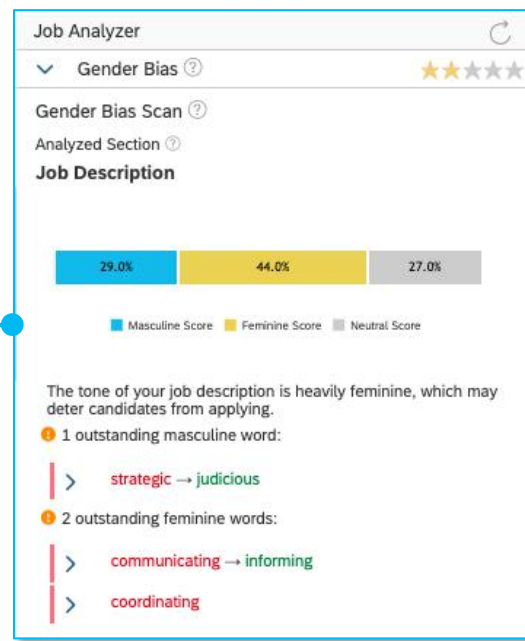 Job Analyzer
Gender Bias ?
Gender Bias Scan ?
Analyzed Section ?
Job Description
29.0% 44.0% 27.0%
Masculine Score Feminine Score Neutral Score
The tone of your job description is heavily feminine, which may
deter candidates from applying.
! 1 outstanding masculine word:
strategic → judicious
! 2 outstanding feminine words:
communicating → informing
coordinating